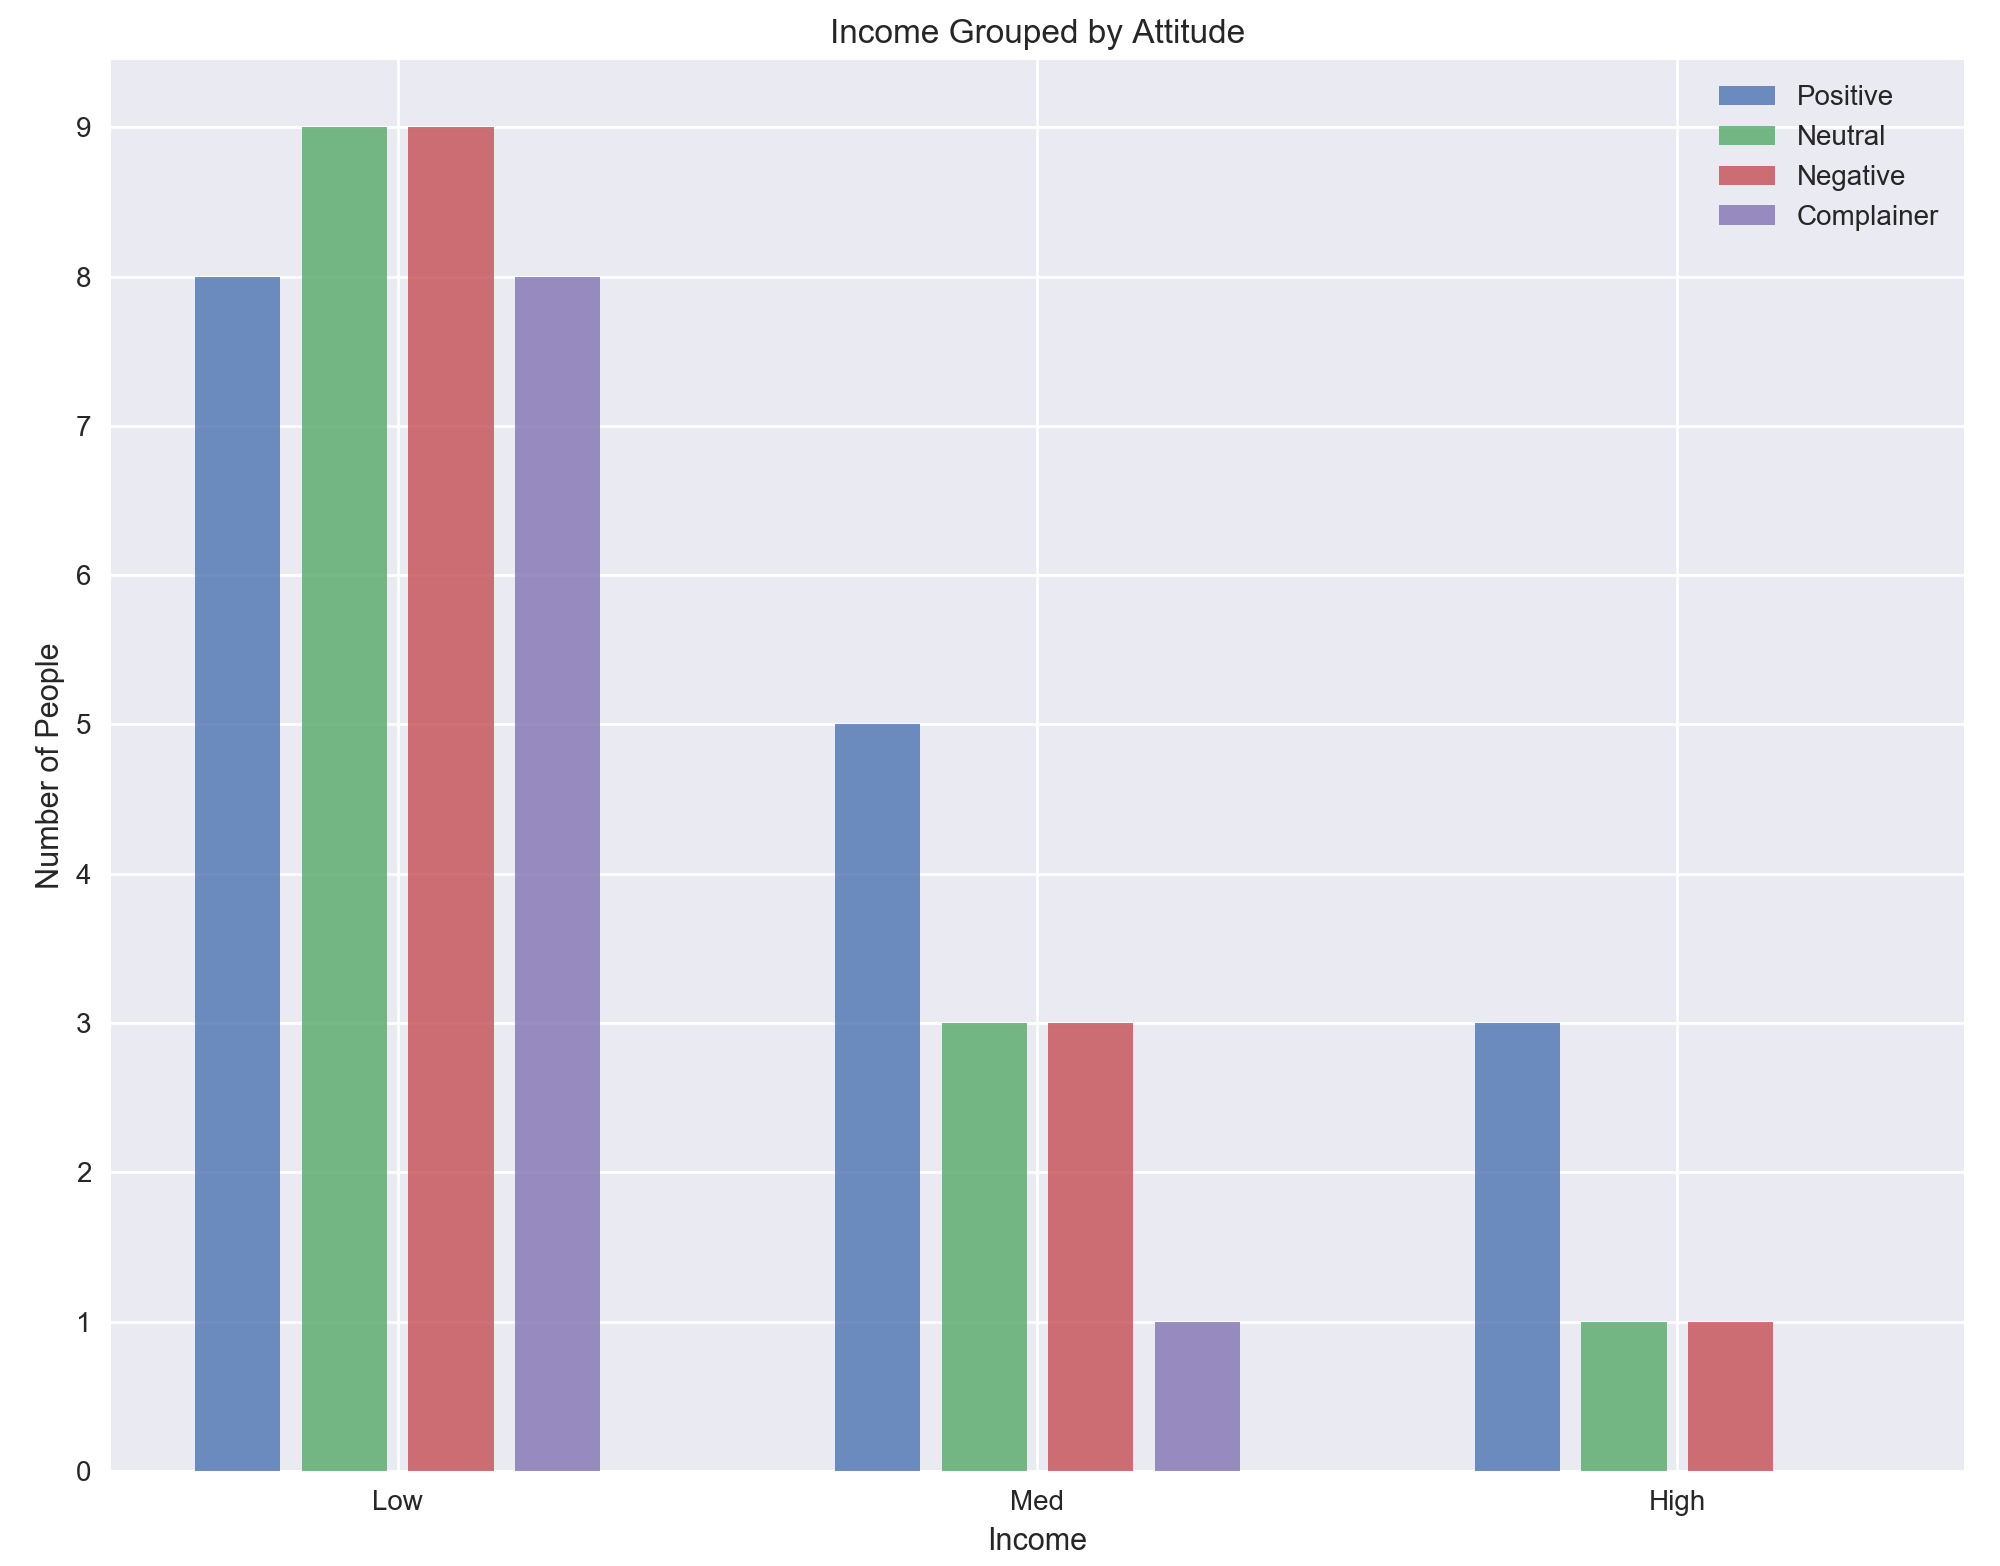 Income Grouped by Attitude
Positive
Neutral
Negative
Complainer
9
8
7
6
5
4
3
2
1
0
Number of People
Low Med High
Income